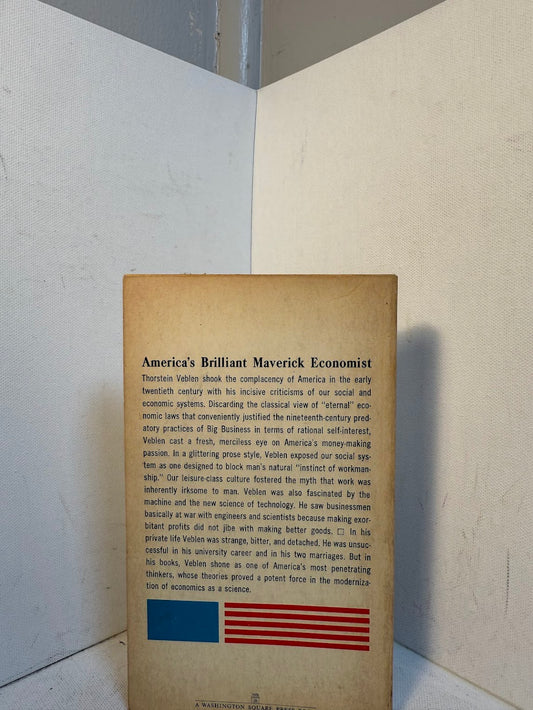 America's Brilliant Maverick Economist
Thorstein Veblen shook the complacency of America in the early
twentieth century with his incisive criticisms of our social and
economic systems. Discarding the classical view of "eternal" eco-
nomic laws that conveniently justified the nineteenth-century pred-
atory practices of Big Business in terms of rational self-interest,
Veblen cast a fresh, merciless eye on America's money-making
passion. In a glittering prose style, Veblen exposed our social sys-
tem as one designed to block man's natural "instinct of workman-
ship." Our leisure-class culture fostered the myth that work was
inherently irksome to man. Veblen was also fascinated by the
machine and the new science of technology. He saw businessmen
basically at war with engineers and scientists because making exor-
bitant profits did not jibe with making better goods. □ In his
private life Veblen was strange, bitter, and detached. He was unsuc-
cessful in his university career and in his two marriages. But in
his books, Veblen shone as one of America's most penetrating
thinkers, whose theories proved a potent force in the moderniza-
tion of economics as a science.
A WASHINGTON SQUARE PRESS